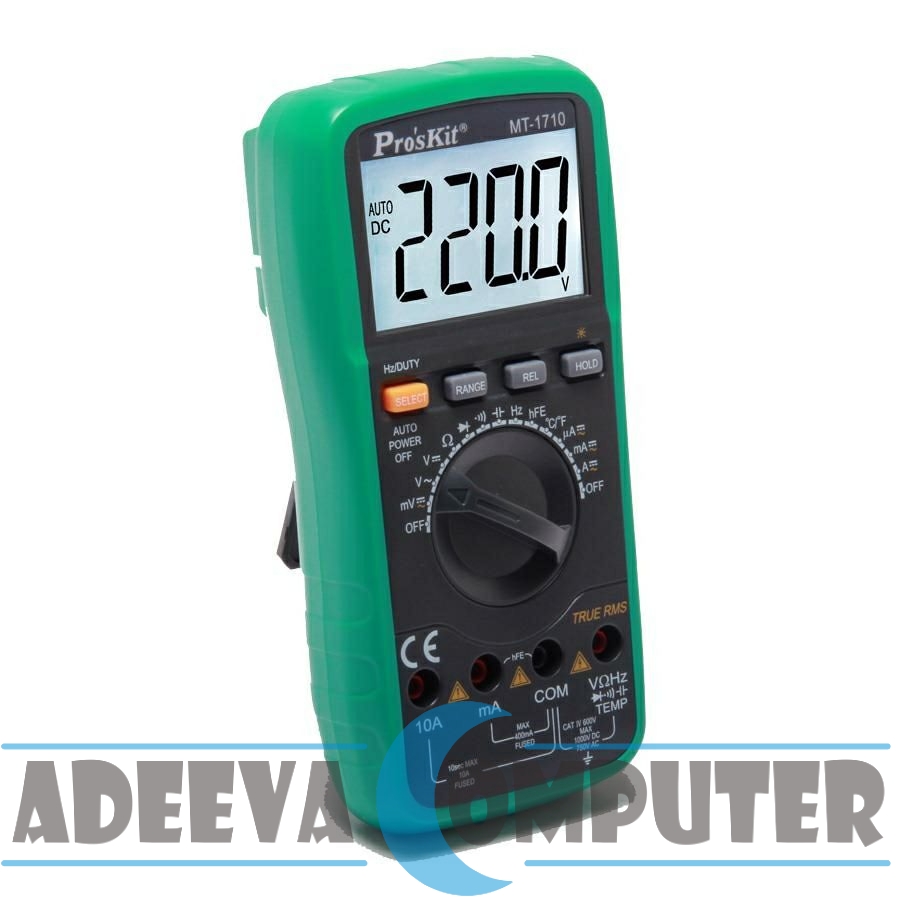 Pro'sKit® MT-1710
AUTO
DC
220.0
V
Hz/DUTY
SELECT RANGE REL HOLD
AUTO
POWER
OFF
OFF
mV
V~
V
Ω
Hz
hFE
°C/°F
μA
mA
A
OFF
TRUE RMS
CE
hFE
10A
mA
COM
VΩHz
TEMP
MAX
400mA
FUSED
CAT IV 600V
MAX
1000V DC
750V AC
10sec MAX
10A
FUSED
ADEEVA COMPUTER